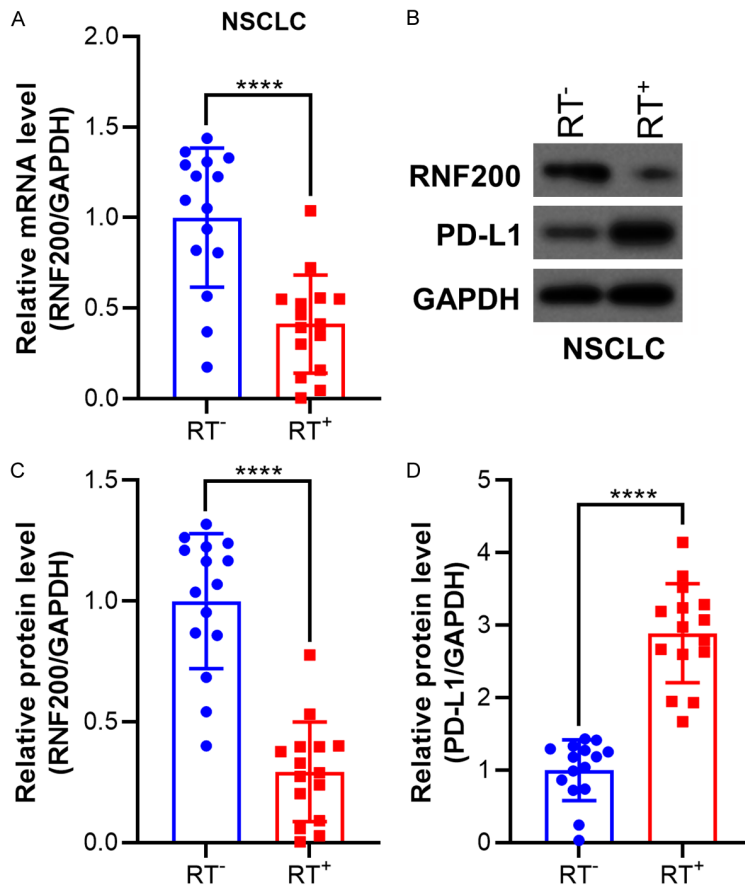 A
NSCLC
Relative mRNA level
(RNF200/GAPDH)
2.0
1.5
1.0
0.5
0.0
****
RT-
RT+
B
RT-
RT+
RNF200
PD-L1
GAPDH
NSCLC
C
Relative protein level
(RNF200/GAPDH)
1.5
1.0
0.5
0.0
****
RT-
RT+
D
Relative protein level
(PD-L1/GAPDH)
5
4
3
2
1
0
****
RT-
RT+